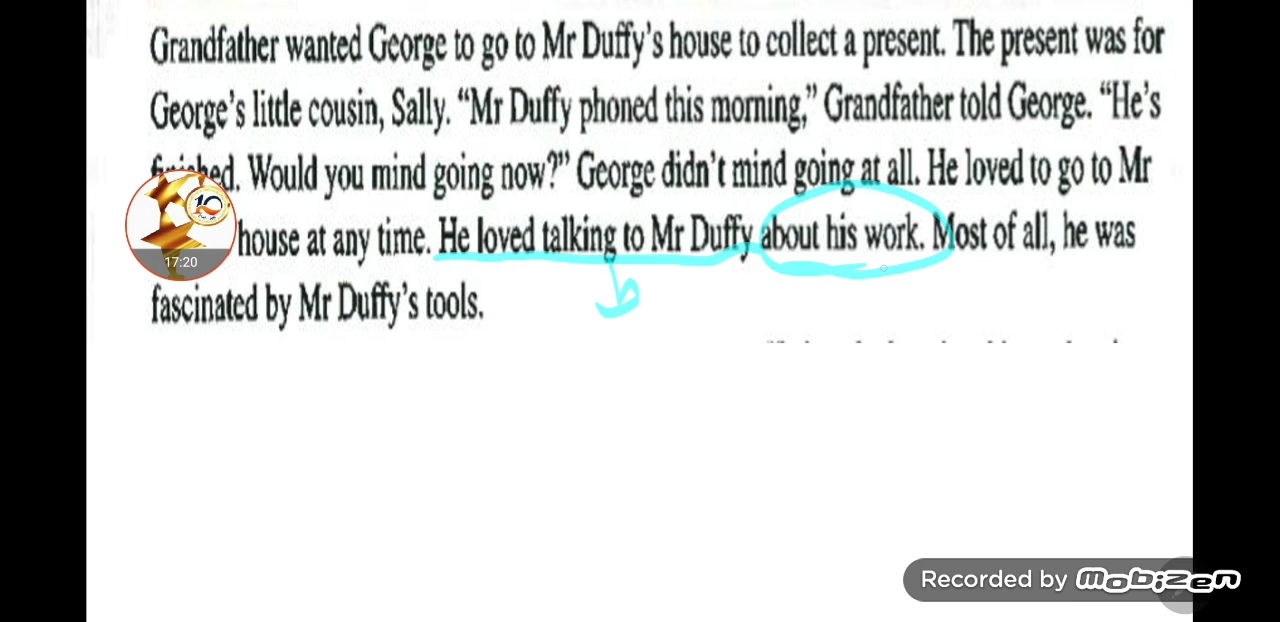 Grandfather wanted George to go to Mr Duffy's house to collect a present. The present was for
George's little cousin, Sally. “Mr Duffy phoned this morning,” Grandfather told George. “He's
Would you mind going now?” George didn't mind going at all. He loved to go to Mr
house at any time. He loved talking to Mr Duffy about his work. Most of all, he was
fascinated by Mr Duffy's tools.
10
17:20
Recorded by Mobizen